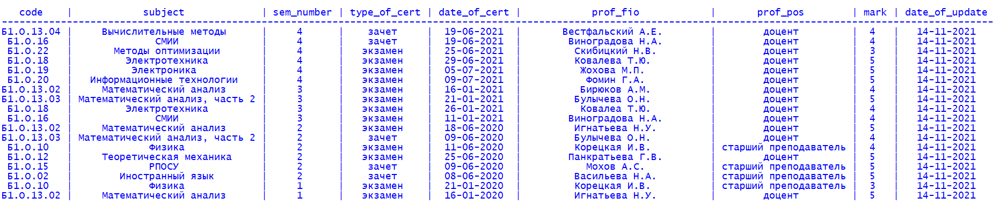 code | subject | sem_number | type_of_cert | date_of_cert | prof_fio | prof_pos | mark | date_of_update
Б1.О.13.04 | Вычислительные методы | 4 | зачет | 19-06-2021 | Вестфальский А.Е. | доцент | 4 | 14-11-2021
Б1.О.16 | СМИИ | 4 | зачет | 19-06-2021 | Виноградова Н.А. | доцент | 4 | 14-11-2021
Б1.О.22 | Методы оптимизации | 4 | экзамен | 25-06-2021 | Скибицкий Н.В. | доцент | 3 | 14-11-2021
Б1.О.18 | Электротехника | 4 | экзамен | 29-06-2021 | Ковалева Т.Ю. | доцент | 5 | 14-11-2021
Б1.О.19 | Электроника | 4 | экзамен | 05-07-2021 | Жохова М.П. | доцент | 5 | 14-11-2021
Б1.О.20 | Информационные технологии | 4 | экзамен | 09-07-2021 | Фомин Г.А. | доцент | 5 | 14-11-2021
Б1.О.13.02 | Математический анализ | 3 | экзамен | 16-01-2021 | Бирюков А.М. | доцент | 4 | 14-11-2021
Б1.О.13.03 | Математический анализ, часть 2 | 3 | экзамен | 21-01-2021 | Булычева О.Н. | доцент | 5 | 14-11-2021
Б1.О.18 | Электротехника | 3 | экзамен | 26-01-2021 | Ковалеа Т.Ю. | доцент | 4 | 14-11-2021
Б1.О.16 | СМИИ | 3 | экзамен | 11-01-2021 | Виноградова Н.А. | доцент | 4 | 14-11-2021
Б1.О.13.02 | Математический анализ | 2 | экзамен | 18-06-2020 | Игнатьева Н.У. | доцент | 5 | 14-11-2021
Б1.О.13.03 | Математический анализ, часть 2 | 2 | зачет | 09-06-2020 | Булычева О.Н. | доцент | 4 | 14-11-2021
Б1.О.10 | Физика | 2 | экзамен | 11-06-2020 | Корецкая И.В. | старший преподаватель | 4 | 14-11-2021
Б1.О.12 | Теоретическая механика | 2 | экзамен | 25-06-2020 | Панкратьева Г.В. | доцент | 5 | 14-11-2021
Б1.О.15 | РПОСУ | 2 | зачет | 09-06-2020 | Мохов А.С. | старший преподаватель | 5 | 14-11-2021
Б1.О.02 | Иностранный язык | 2 | зачет | 08-06-2020 | Васильева Н.А. | старший преподаватель | 5 | 14-11-2021
Б1.О.10 | Физика | 1 | экзамен | 21-01-2020 | Корецкая И.В. | старший преподаватель | 3 | 14-11-2021
Б1.О.13.02 | Математический анализ | 1 | экзамен | 16-01-2020 | Игнатьева Н.У. | доцент | 5 | 14-11-2021